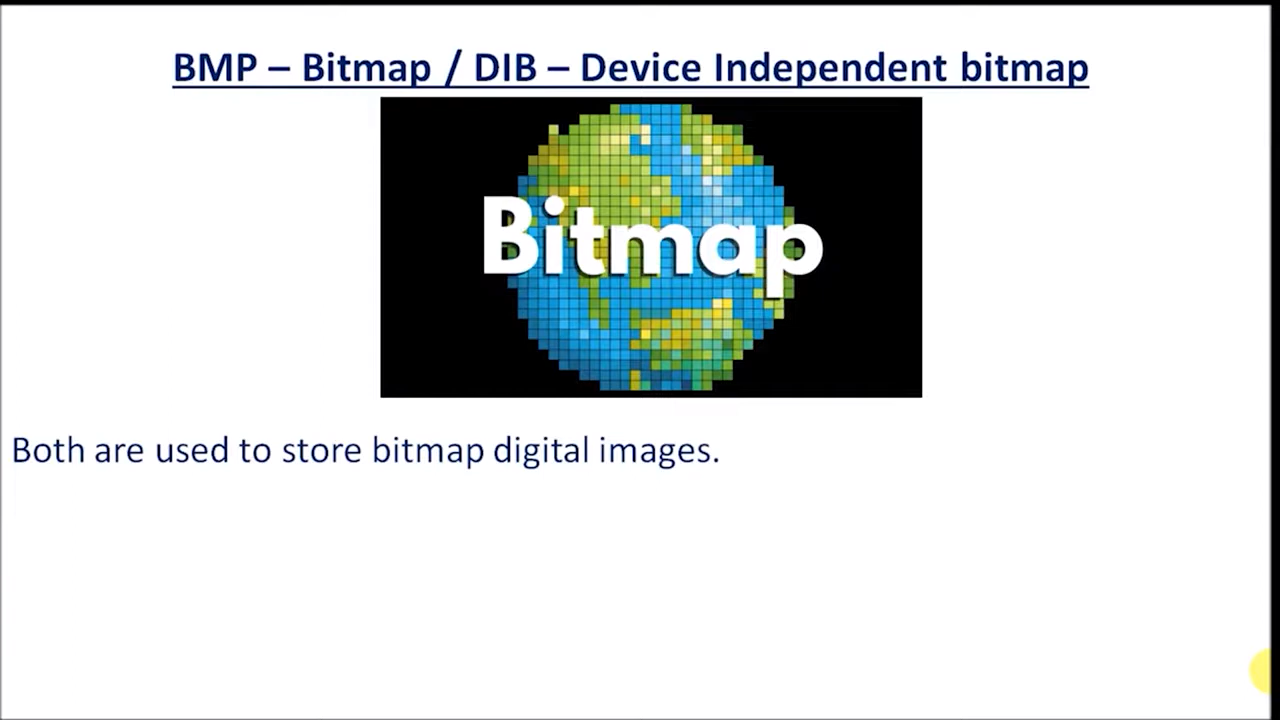 BMP – Bitmap / DIB – Device Independent bitmap
Bitmap
Both are used to store bitmap digital images.